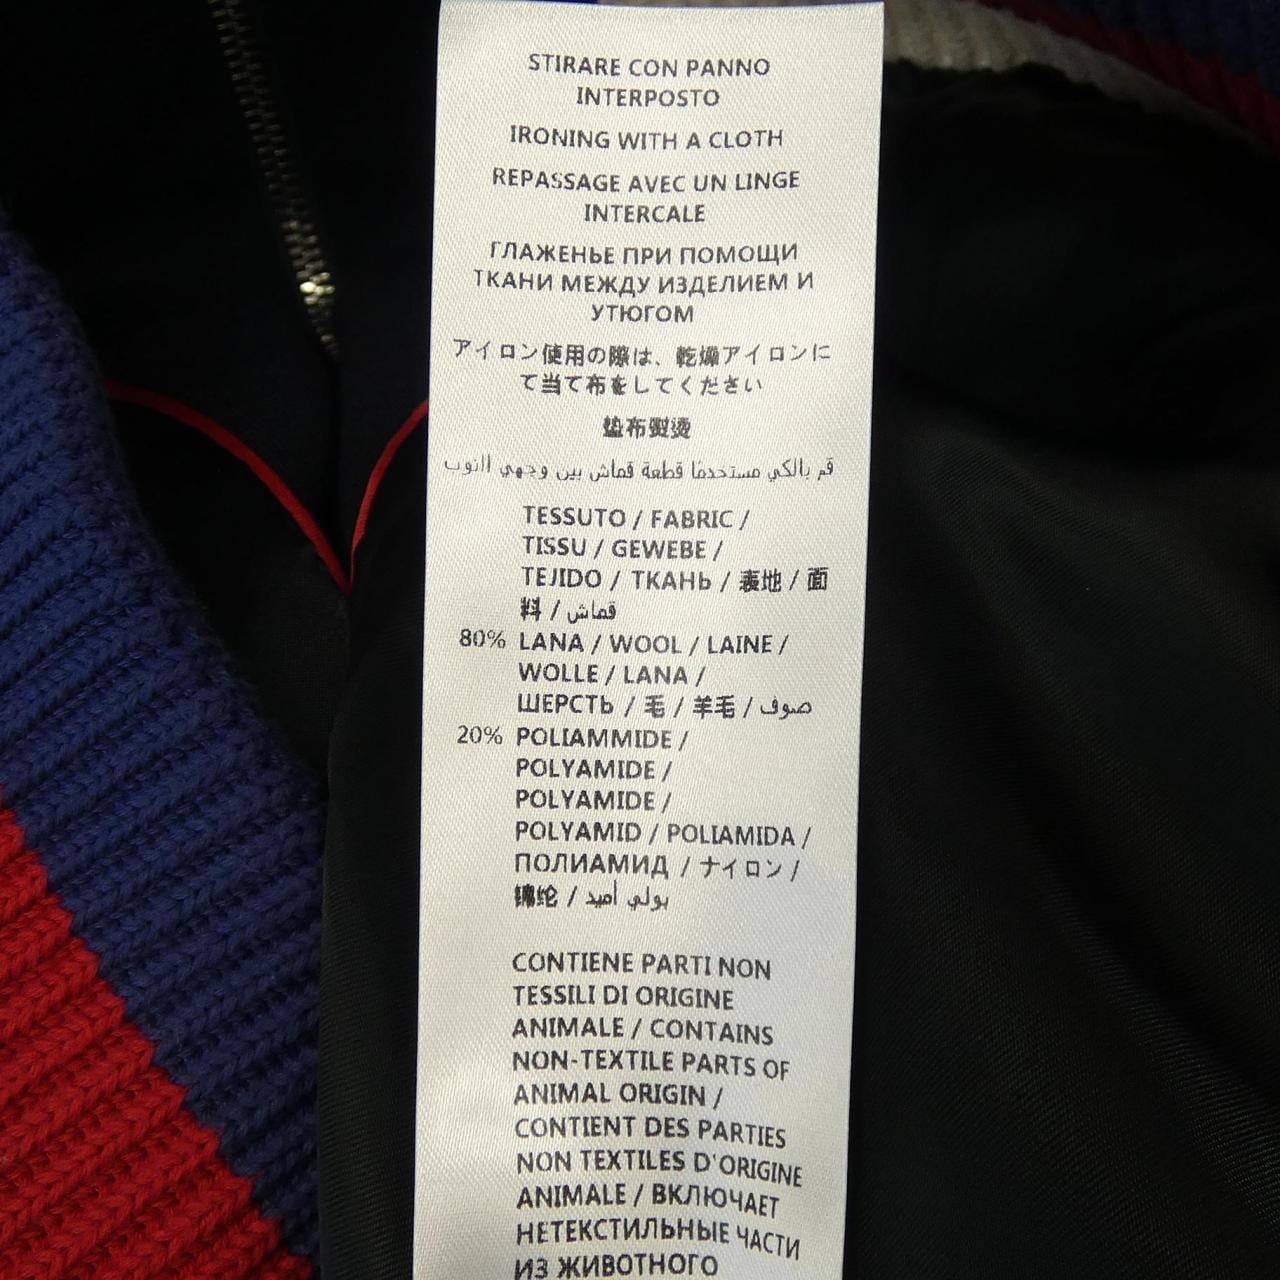 STIRARE CON PANNO
INTERPOSTO
IRONING WITH A CLOTH
REPASSAGE AVEC UN LINGE
INTERCALE
ГЛАЖЕНЬЕ ПРИ ПОМОЩИ
ТКАНИ МЕЖДУ ИЗДЕЛИЕМ И
УТЮГОМ
アイロン使用の際は、乾燥アイロンに
て当て布をしてください
垫布熨烫
قم بالكي مستخدمًا قطعة قماش بين وجهي الثوب
TESSUTO / FABRIC /
TISSU / GEWEBE /
TEJIDO / ТКАНЬ / 表地 / 面
料 / قماش
80% LANA / WOOL / LAINE /
WOLLE / LANA /
ШЕРСТЬ / 毛 / 羊毛 / صوف
20% POLIAMMIDE /
POLYAMIDE /
POLYAMIDE /
POLYAMID / POLIAMIDA /
ПОЛИАМИД / ナイロン /
锦纶 / بولي أميد
CONTIENE PARTI NON
TESSILI DI ORIGINE
ANIMALE / CONTAINS
NON-TEXTILE PARTS OF
ANIMAL ORIGIN /
CONTIENT DES PARTIES
NON TEXTILES D'ORIGINE
ANIMALE / ВКЛЮЧАЕТ
НЕТЕКСТИЛЬНЫЕ ЧАСТИ
ИЗ ЖИВОТНОГО